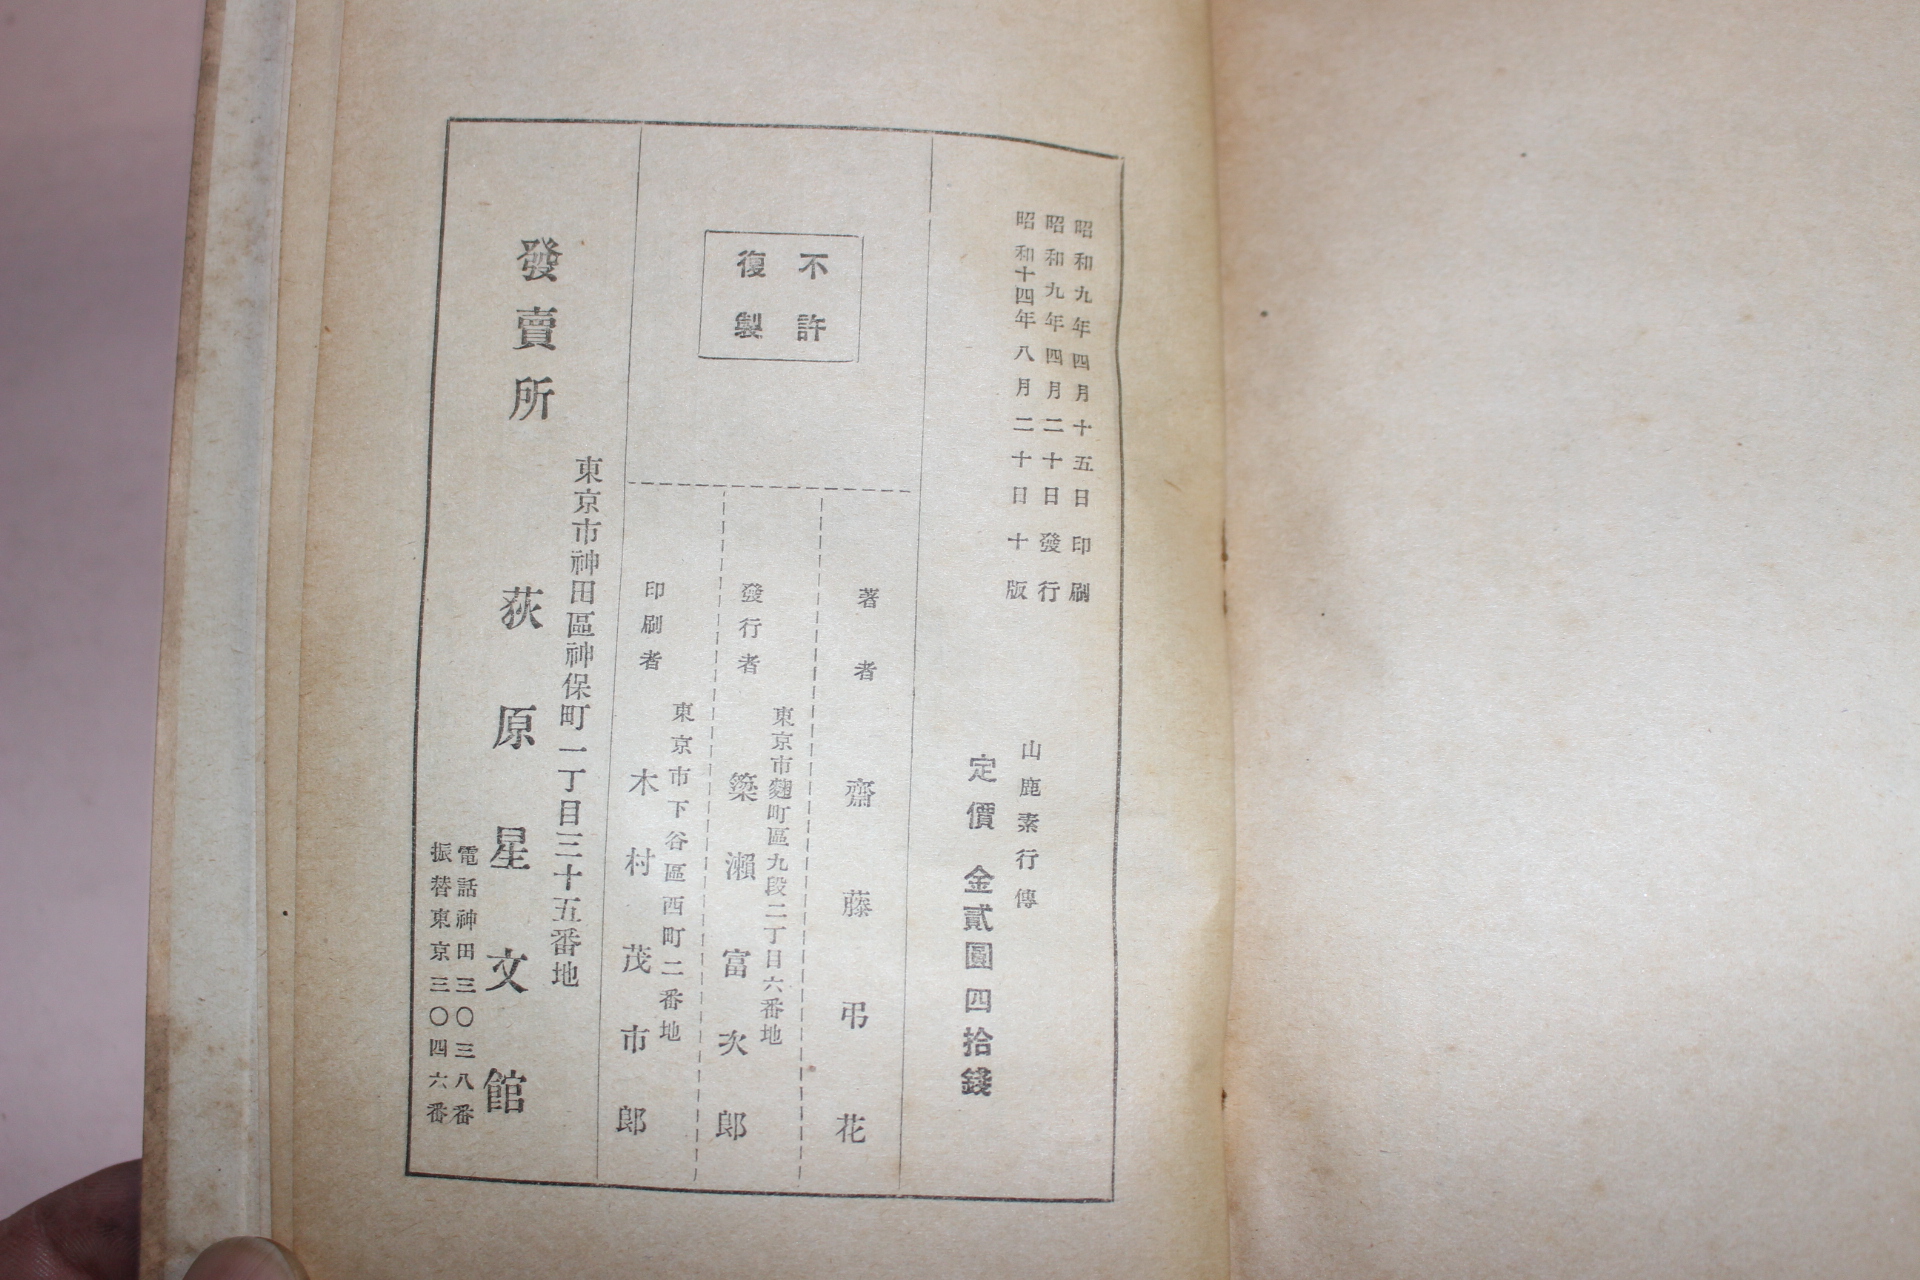 昭和九年四月十五日印刷
昭和九年四月二十日發行
昭和十四年八月二十日十版
山鹿素行傳
定價 金貳圓四拾錢
不許
復製
著者 齋藤弔花
東京市麴町區九段二丁目六番地
發行者 築瀨富次郎
東京市下谷區西町二番地
印刷者 木村茂市郎
東京市神田區神保町一丁目三十五番地
發賣所 荻原星文館
電話神田三〇三八番
振替東京三〇四六番